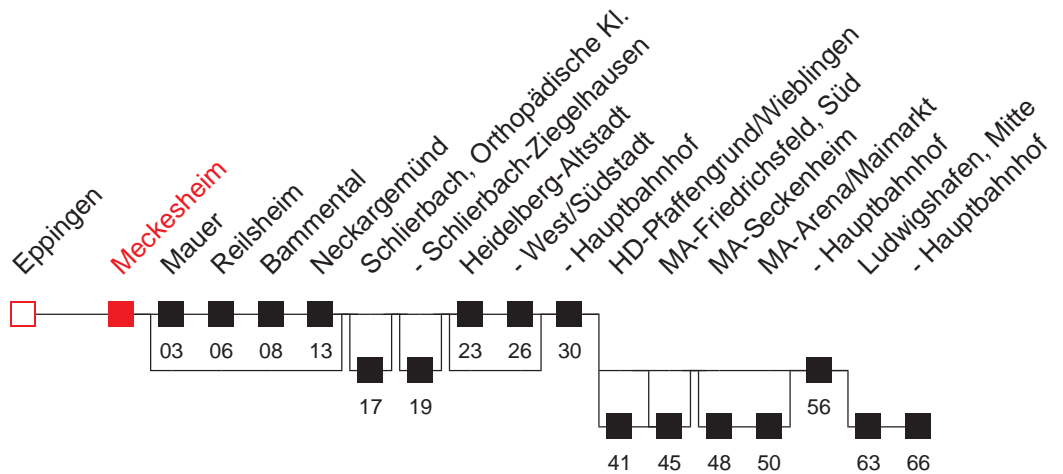 Eppingen
Meckesheim
Mauer
Reilsheim
Bammental
Neckargemünd
Schlierbach, Orthopädische Kl.
- Schlierbach-Ziegelhausen
Heidelberg-Altstadt
- West/Südstadt
- Hauptbahnhof
HD-Pfaffengrund/Wieblingen
MA-Friedrichsfeld, Süd
MA-Seckenheim
MA-Arena/Maimarkt
- Hauptbahnhof
Ludwigshafen, Mitte
- Hauptbahnhof
03 06 08 13 23 26 30
17 19 56
41 45 48 50 63 66